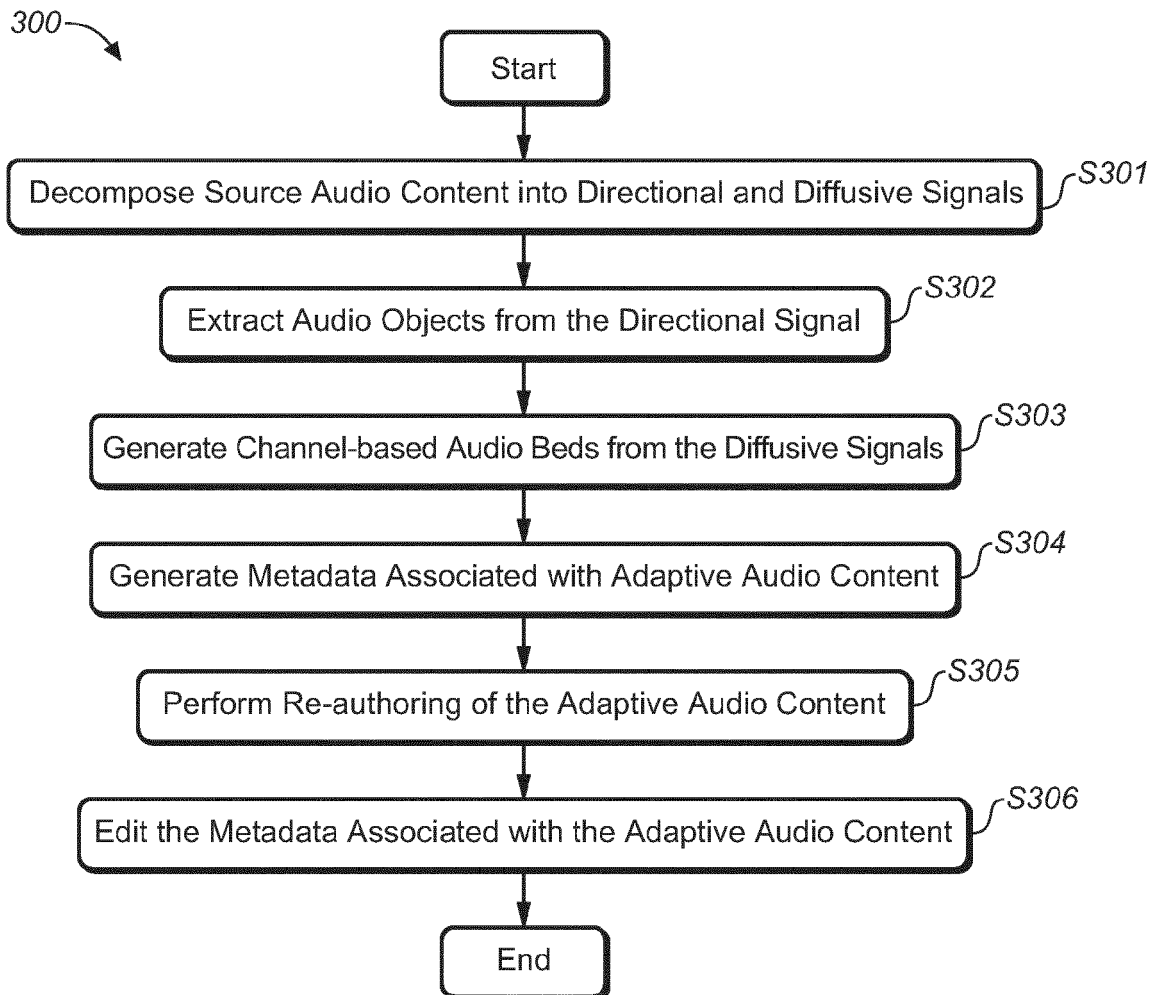 300
Start
Decompose Source Audio Content into Directional and Diffusive Signals
S301
Extract Audio Objects from the Directional Signal
S302
Generate Channel-based Audio Beds from the Diffusive Signals
S303
Generate Metadata Associated with Adaptive Audio Content
S304
Perform Re-authoring of the Adaptive Audio Content
S305
Edit the Metadata Associated with the Adaptive Audio Content
S306
End